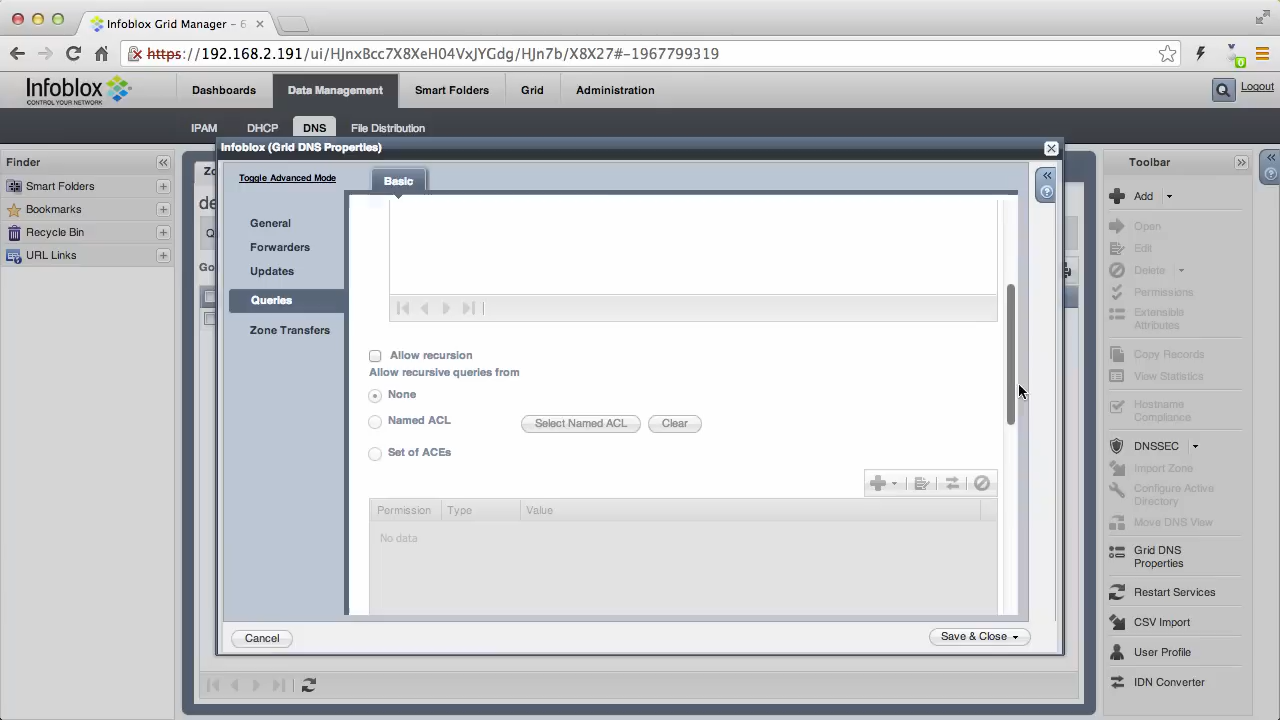 Infoblox Grid Manager - 6
https://192.168.2.191/ui/HJnxBcc7X8XeH04VxJYGdg/HJn7b/X8X27#-1967799319
Infoblox
CONTROL YOUR NETWORK
Dashboards
Data Management
Smart Folders
Grid
Administration
Logout
IPAM
DHCP
DNS
File Distribution
Finder
Smart Folders
Bookmarks
Recycle Bin
URL Links
Infoblox (Grid DNS Properties)
Toggle Advanced Mode
Basic
General
Forwarders
Updates
Queries
Zone Transfers
Allow recursion
Allow recursive queries from
None
Named ACL
Select Named ACL
Clear
Set of ACEs
Permission
Type
Value
No data
Cancel
Save & Close
Toolbar
Add
Open
Edit
Delete
Permissions
Extensible
Attributes
Copy Records
View Statistics
Hostname
Compliance
DNSSEC
Import Zone
Configure Active
Directory
Move DNS View
Grid DNS
Properties
Restart Services
CSV Import
User Profile
IDN Converter